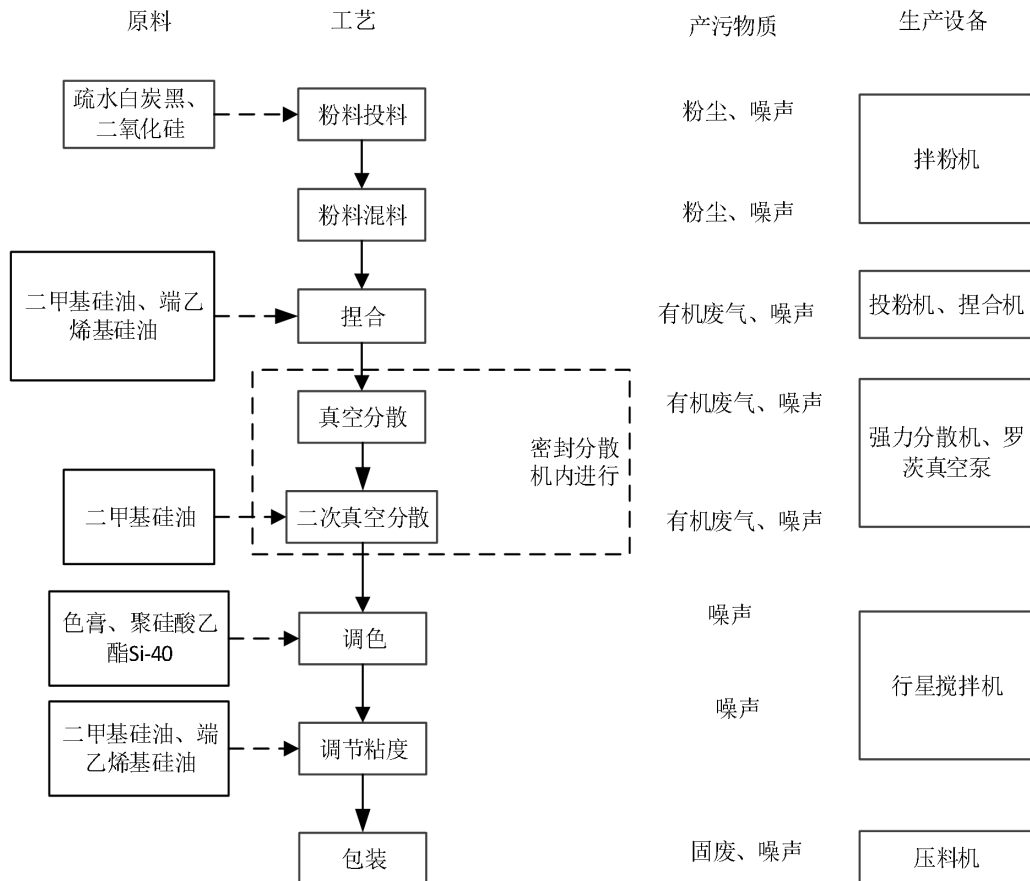 原料 工艺 产污物质 生产设备
疏水白炭黑、
二氧化硅
粉料投料
粉尘、噪声
拌粉机
粉料混料
粉尘、噪声
二甲基硅油、端乙
烯基硅油
捏合
有机废气、噪声
投粉机、捏合机
真空分散
有机废气、噪声
密封分散
机内进行
强力分散机、罗
茨真空泵
二甲基硅油
二次真空分散
有机废气、噪声
色膏、聚硅酸乙
酯Si-40
调色
噪声
行星搅拌机
二甲基硅油、端
乙烯基硅油
调节粘度
噪声
包装
固废、噪声
压料机